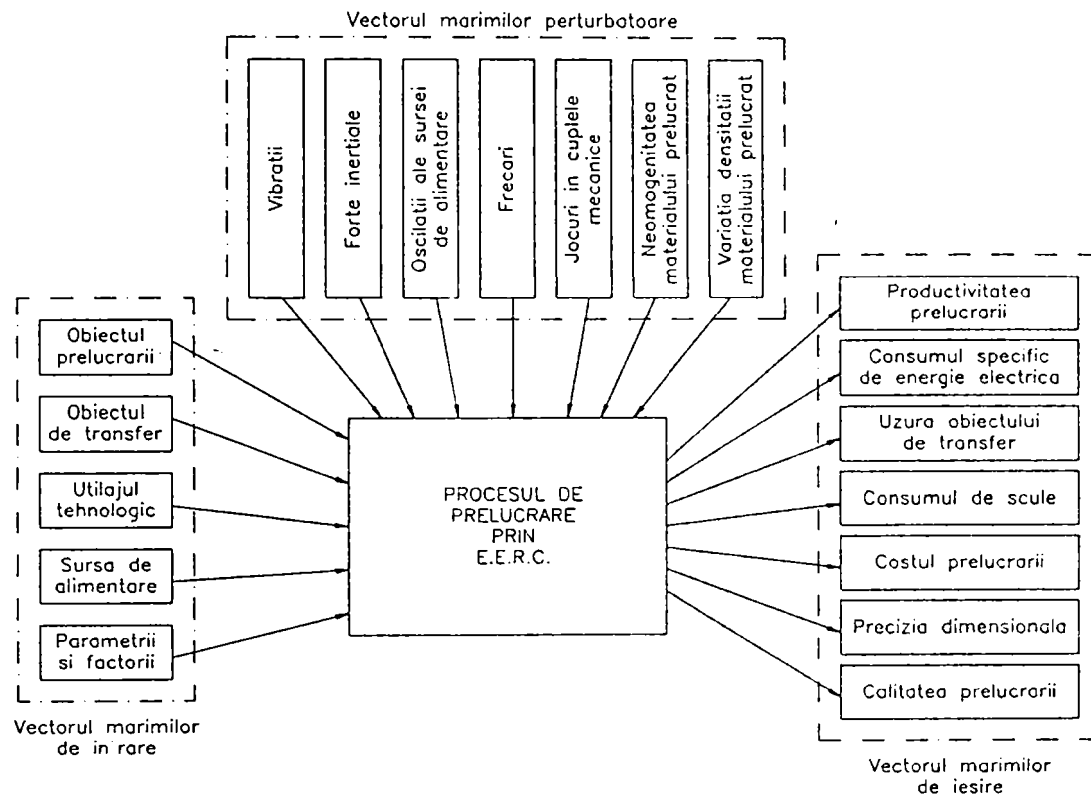 Vectorul marimilor perturbatoare
Vibratii
Forte inertiale
Oscilatii ale sursei
de alimentare
Frecari
Jocuri in cuplele
mecanice
Neomogenitatea
materialului prelucrat
Variatia densitatii
materialului prelucrat
Obiectul
prelucrarii
Obiectul
de transfer
Utilajul
tehnologic
Sursa de
alimentare
Parametrii
si factorii
Vectorul marimilor
de in rare
PROCESUL DE
PRELUCRARE
PRIN
E.E.R.C.
Productivitatea
prelucrarii
Consumul specific
de energie electrica
Uzura obiectului
de transfer
Consumul de scule
Costul prelucrarii
Precizia dimensionala
Calitatea prelucrarii
Vectorul marimilor
de iesire